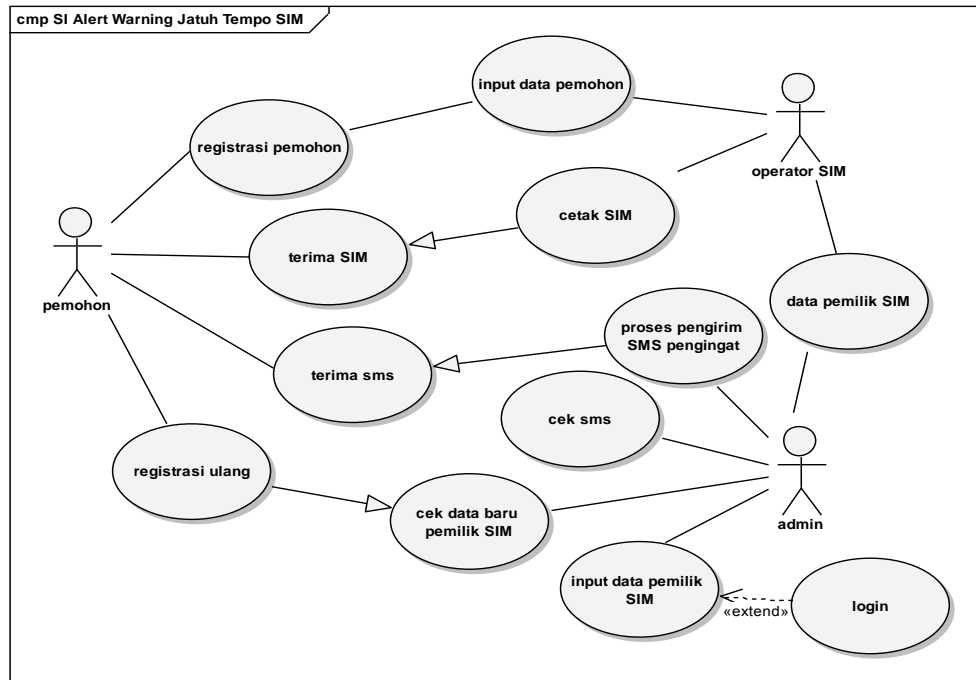 cmp SI Alert Warning Jatuh Tempo SIM
input data pemohon
registrasi pemohon
operator SIM
cetak SIM
terima SIM
pemohon
data pemilik SIM
proses pengirim
SMS pengingat
terima sms
cek sms
registrasi ulang
cek data baru
pemilik SIM
admin
input data pemilik
SIM
«extend»
login